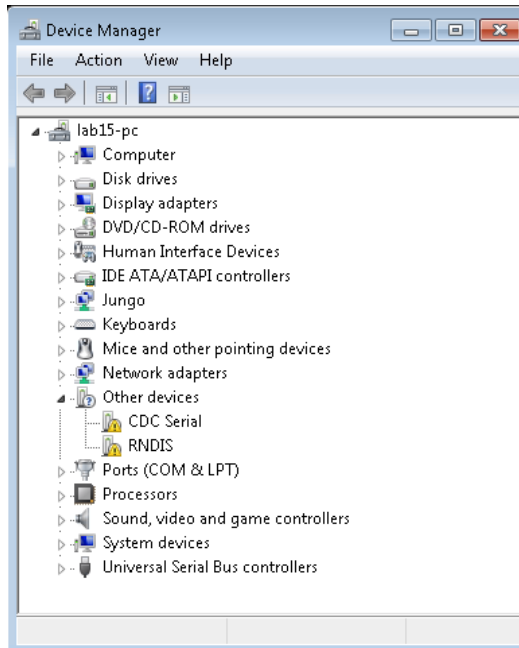 Device Manager
File Action View Help
lab15-pc
Computer
Disk drives
Display adapters
DVD/CD-ROM drives
Human Interface Devices
IDE ATA/ATAPI controllers
Jungo
Keyboards
Mice and other pointing devices
Network adapters
Other devices
CDC Serial
RNDIS
Ports (COM & LPT)
Processors
Sound, video and game controllers
System devices
Universal Serial Bus controllers